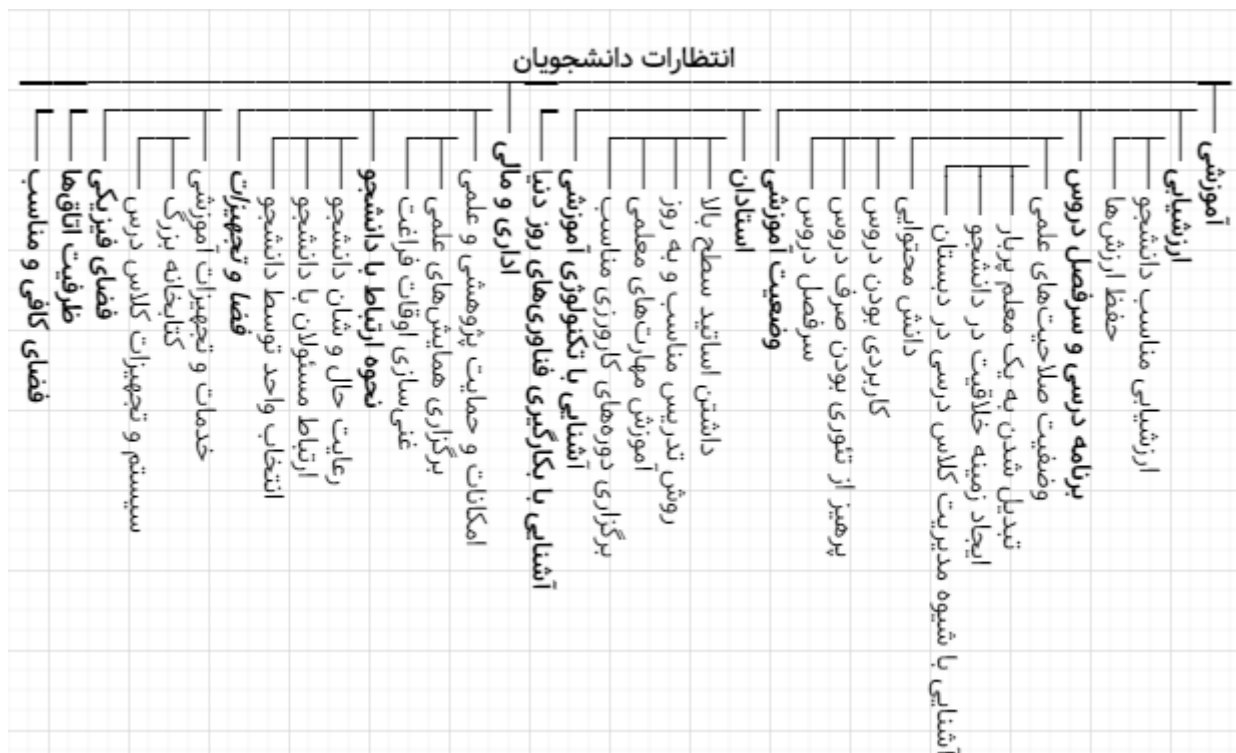 انتظارات دانشجویان
آموزشی
ارزشیابی
ارزشیابی مناسب دانشجو
حفظ ارزش‌ها
برنامه درسی و سرفصل دروس
وضفیت صلاحیت‌های علمی
تبدیل شدن به یک معلم پربار
ایجاد زمینه خلاقیت در دانشجو
آشنایی با شیوه مدیریت کلاس درسی در دبستان
دانش محتوایی
کاربردی بودن دروس
پرهیز از تئوری بودن صرف دروس
سرفصل دروس
وضعیت آموزشی
استادان
داشتن اساتید سطح بالا
روش تدریس مناسب و به روز
آموزش مهارت‌های معلمی
برگزاری دوره‌های کارورزی مناسب
آشنایی با تکنولوژی آموزشی
آشنایی با بکارگیری فناوری‌های روز دنیا
اداری و مالی
امکانات و حمایت پژوهشی و علمی
برگزاری همایش‌های علمی
غنی‌سازی اوقات فراغت
نحوه ارتباط با دانشجو
رعایت حال و شان دانشجو
ارتباط مسئولان با دانشجو
انتخاب واحد توسط دانشجو
فضا و تجهیزات
خدمات و تجهیزات آموزشی
کتابخانه بزرگ
سیستم و تجهیزات کلاس درس
فضای فیزیکی
ظرفیت اتاق‌ها
فضای کافی و مناسب